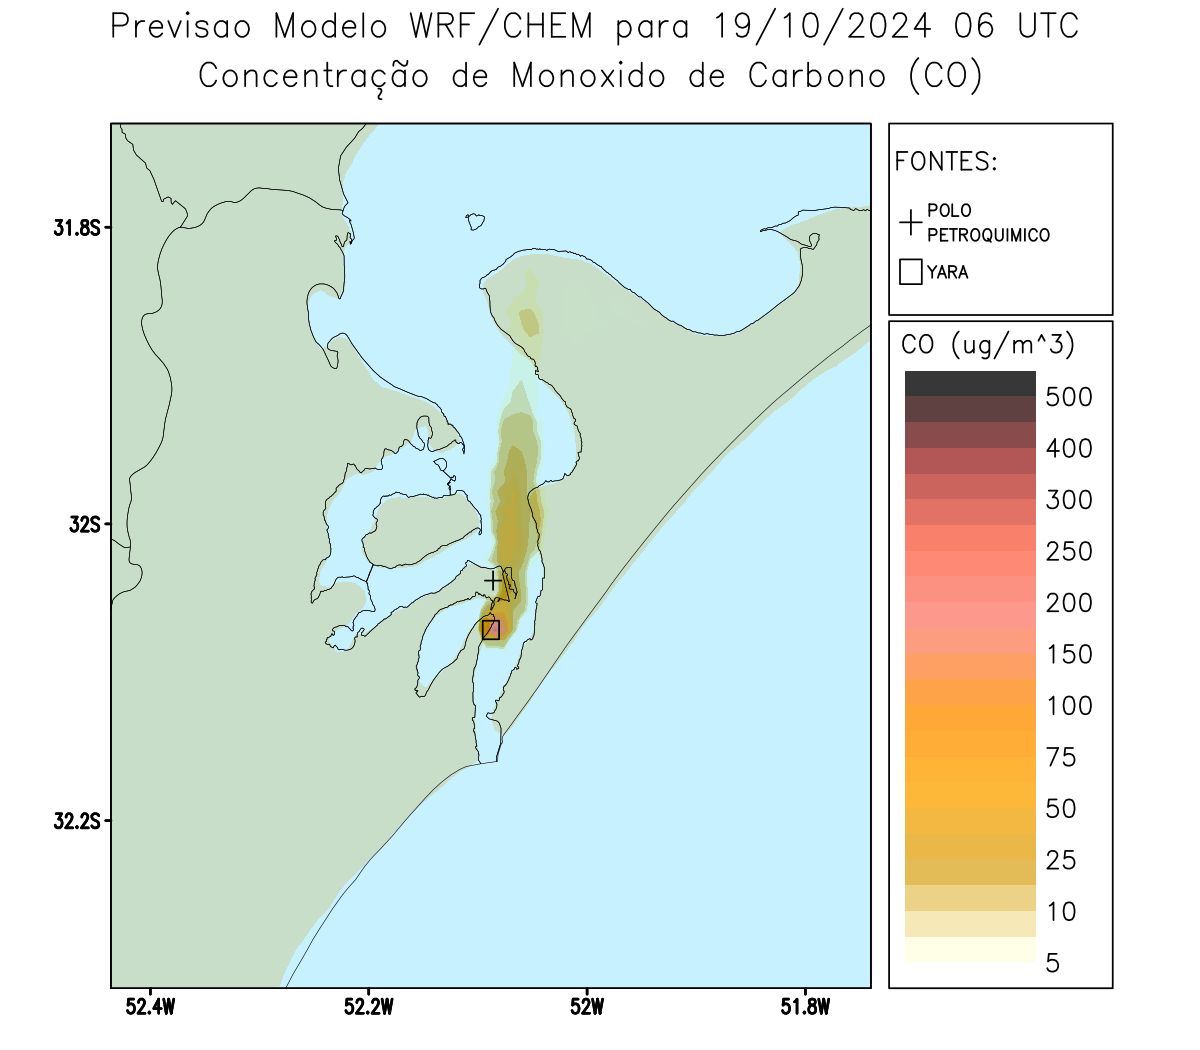 Previsao Modelo WRF/CHEM para 19/10/2024 06 UTC
Concentração de Monoxido de Carbono (CO)
31.8S
32S
32.2S
52.4W
52.2W
52W
51.8W
FONTES:
POLO
PETROQUIMICO
YARA
CO (ug/m^3)
500
400
300
250
200
150
100
75
50
25
10
5